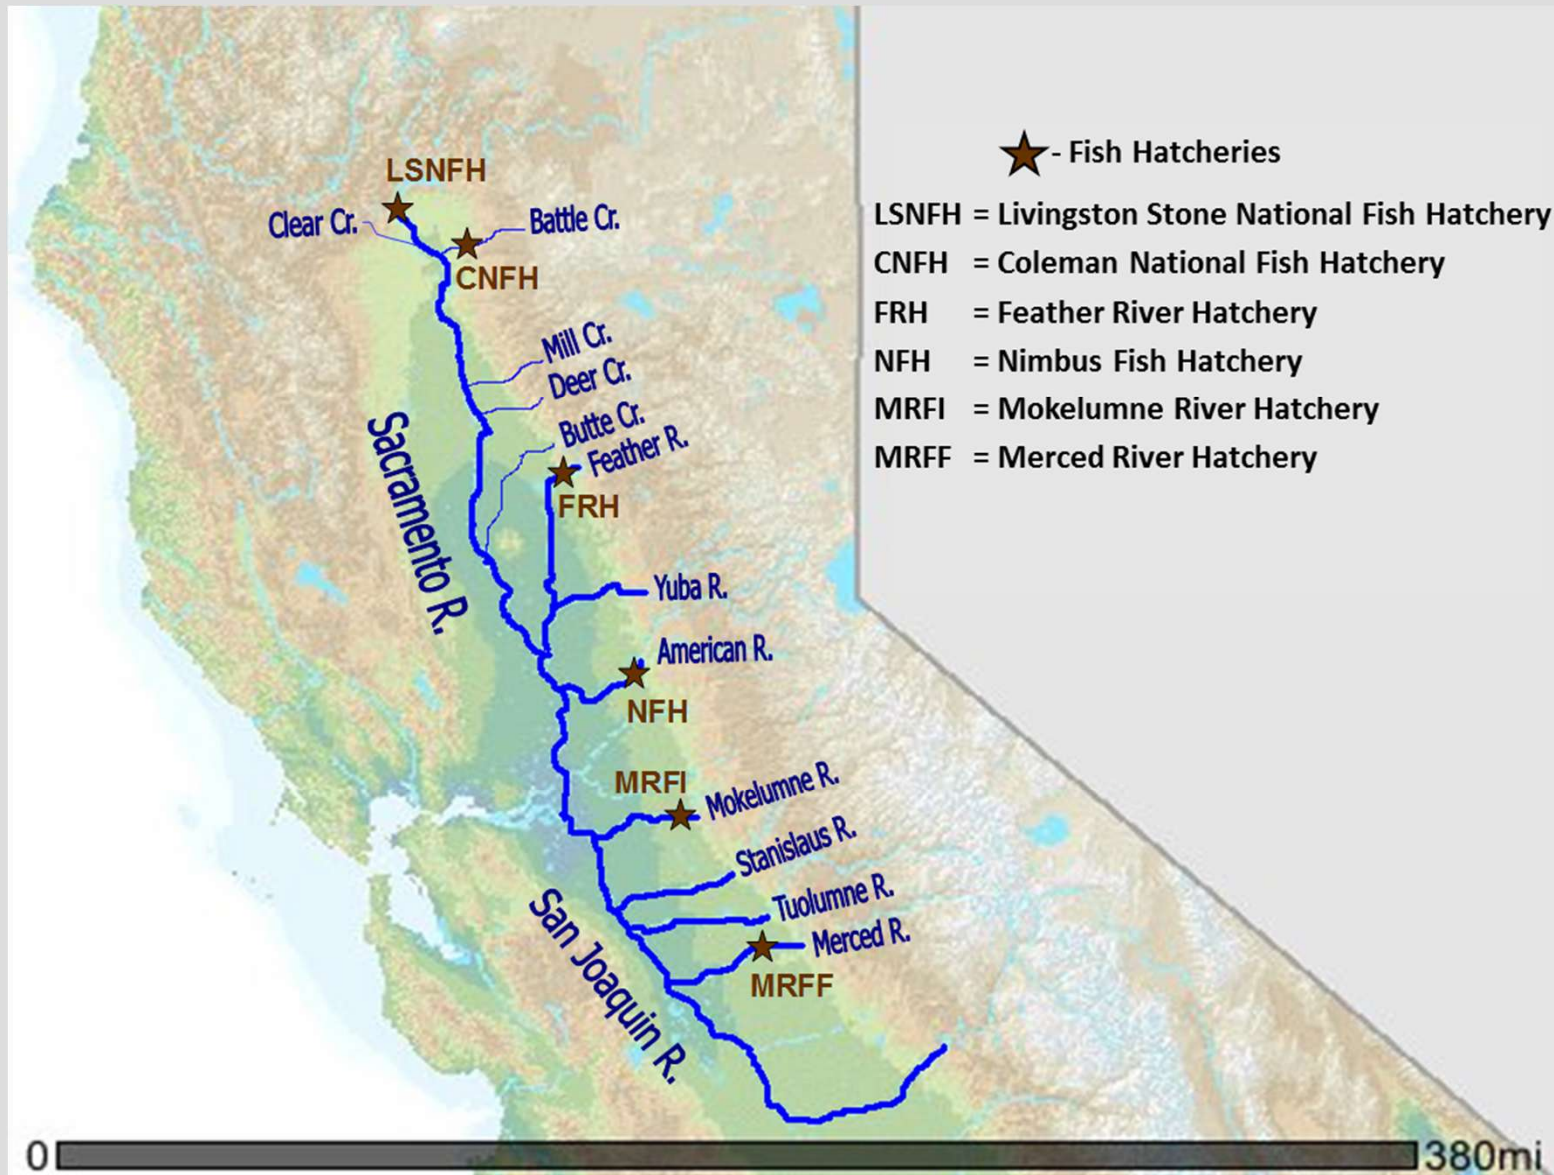 LSNFH
Clear Cr.
Battle Cr.
CNFH
Mill Cr.
Deer Cr.
Butte Cr.
Feather R.
FRH
Sacramento R.
Yuba R.
American R.
NFH
MRFI
Mokelumne R.
Stanislaus R.
Tuolumne R.
Merced R.
MRFF
San Joaquin R.
- Fish Hatcheries
LSNFH = Livingston Stone National Fish Hatchery
CNFH = Coleman National Fish Hatchery
FRH = Feather River Hatchery
NFH = Nimbus Fish Hatchery
MRFI = Mokelumne River Hatchery
MRFF = Merced River Hatchery
0 380mi